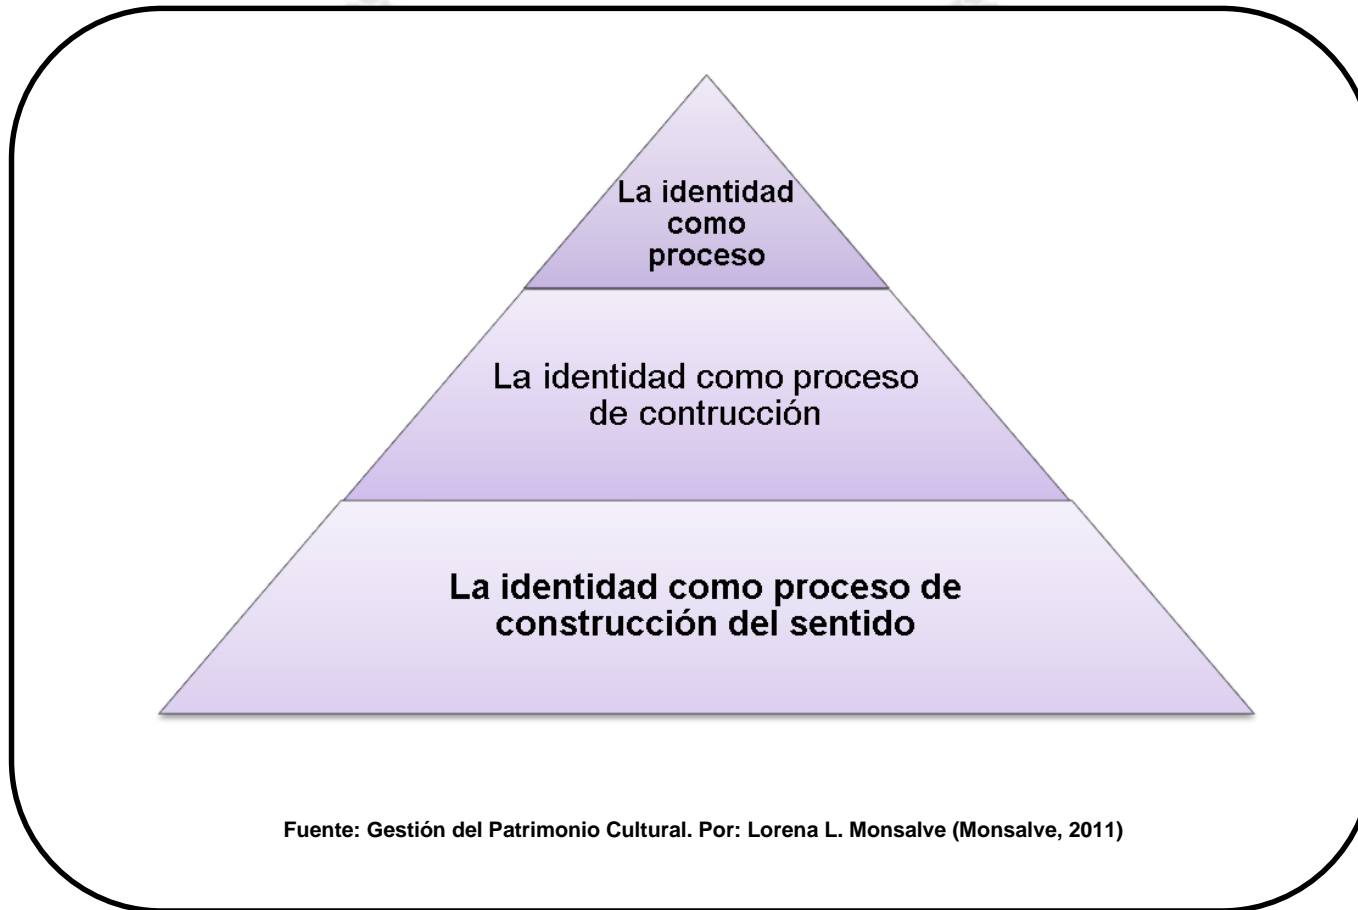 La identidad
como
proceso
La identidad como proceso
de contrucción
La identidad como proceso de
construcción del sentido
Fuente: Gestión del Patrimonio Cultural. Por: Lorena L. Monsalve (Monsalve, 2011)